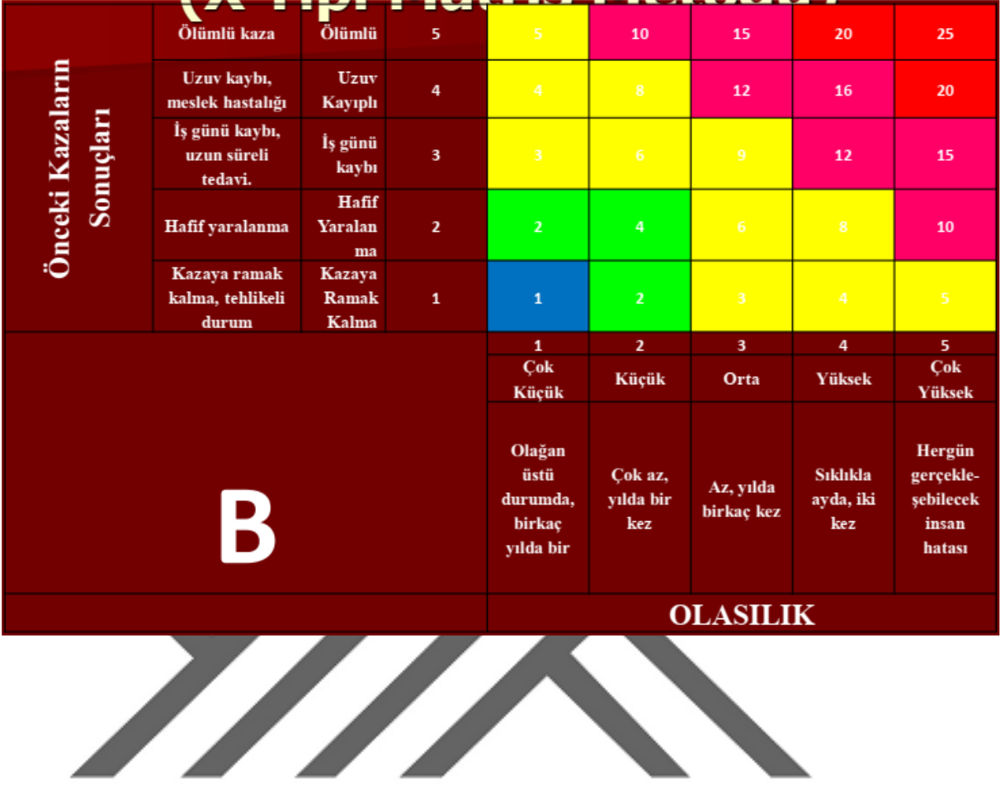 (X Tipi Matris Metodu)
Önceki Kazaların
Sonuçları
Ölümlü kaza Ölümlü 5 5 10 15 20 25
Uzuv kaybı,
meslek hastalığı
Uzuv
Kayıplı
4 4 8 12 16 20
İş günü kaybı,
uzun süreli
tedavi.
İş günü
kaybı
3 3 6 9 12 15
Hafif yaralanma
Hafif
Yaralan
ma
2 2 4 6 8 10
Kazaya ramak
kalma, tehlikeli
durum
Kazaya
Ramak
Kalma
1 1 2 3 4 5
1 2 3 4 5
Çok
Küçük
Küçük
Orta
Yüksek
Çok
Yüksek
B
Olağan
üstü
durumda,
birkaç
yılda bir
Çok az,
yılda bir
kez
Az, yılda
birkaç kez
Sıklıkla
ayda, iki
kez
Hergün
gerçekle-
şebilecek
insan
hatası
OLASILIK